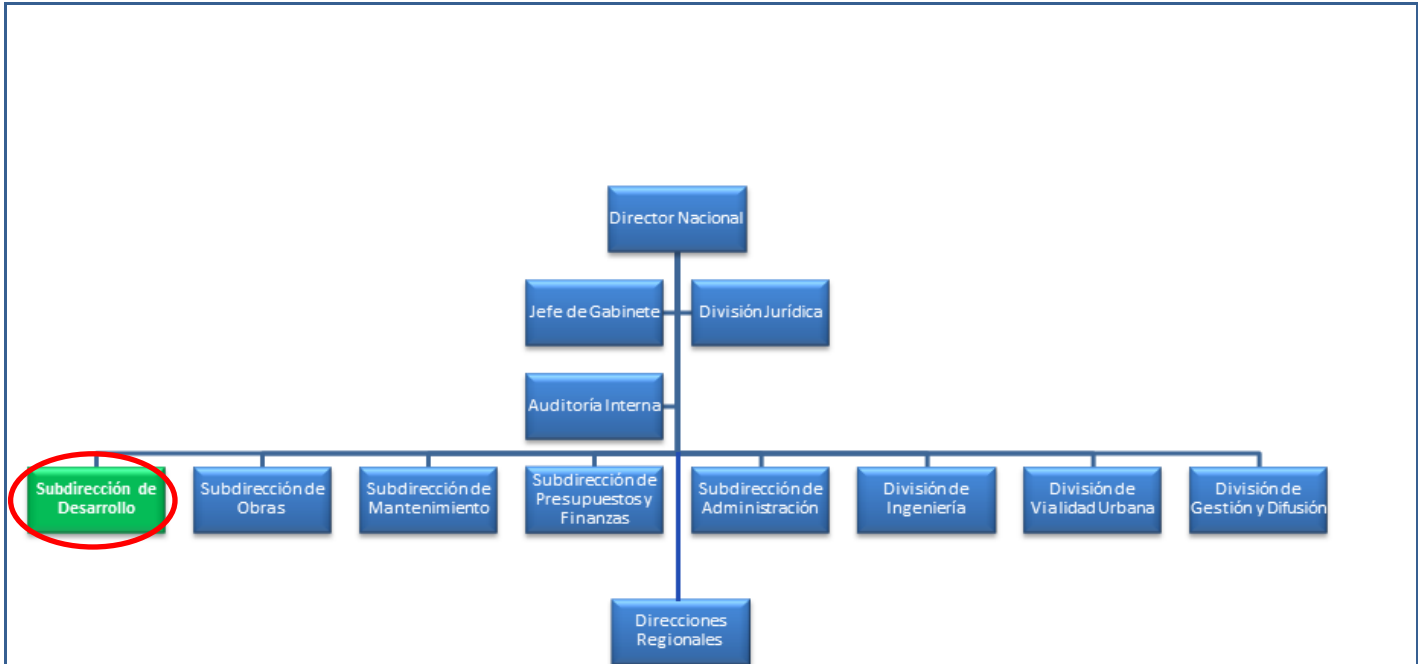 Director Nacional
Jefe de Gabinete
División Jurídica
Auditoría Interna
Subdirección de
Desarrollo
Subdirección de
Obras
Subdirección de
Mantenimiento
Subdirección de
Presupuestos y
Finanzas
Subdirección de
Administración
División de
Ingeniería
División de
Vialidad Urbana
División de
Gestión y Difusión
Direcciones
Regionales